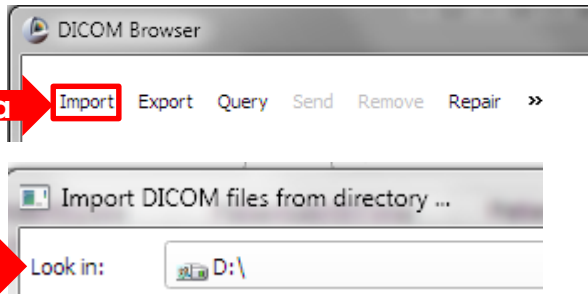 DICOM Browser
a Import Export Query Send Remove Repair »
Import DICOM files from directory ...
Look in: D:\